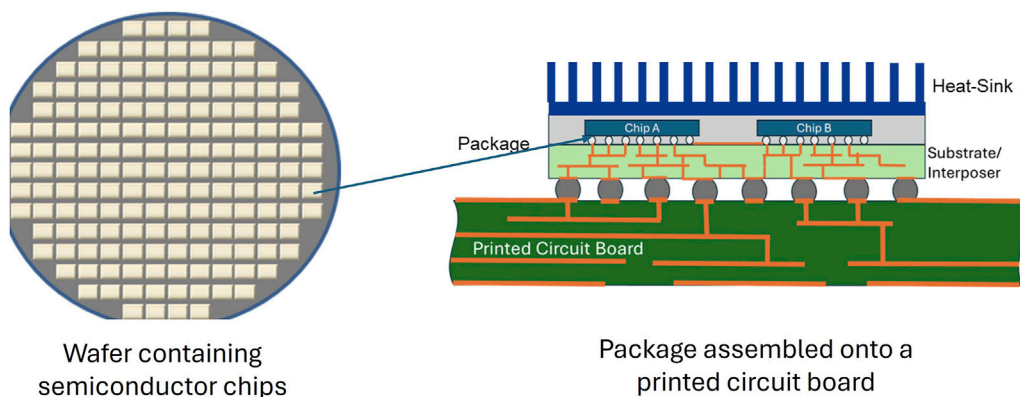 Heat-Sink
Chip A
Chip B
Package
Substrate/
Interposer
Printed Circuit Board
Wafer containing
semiconductor chips
Package assembled onto a
printed circuit board